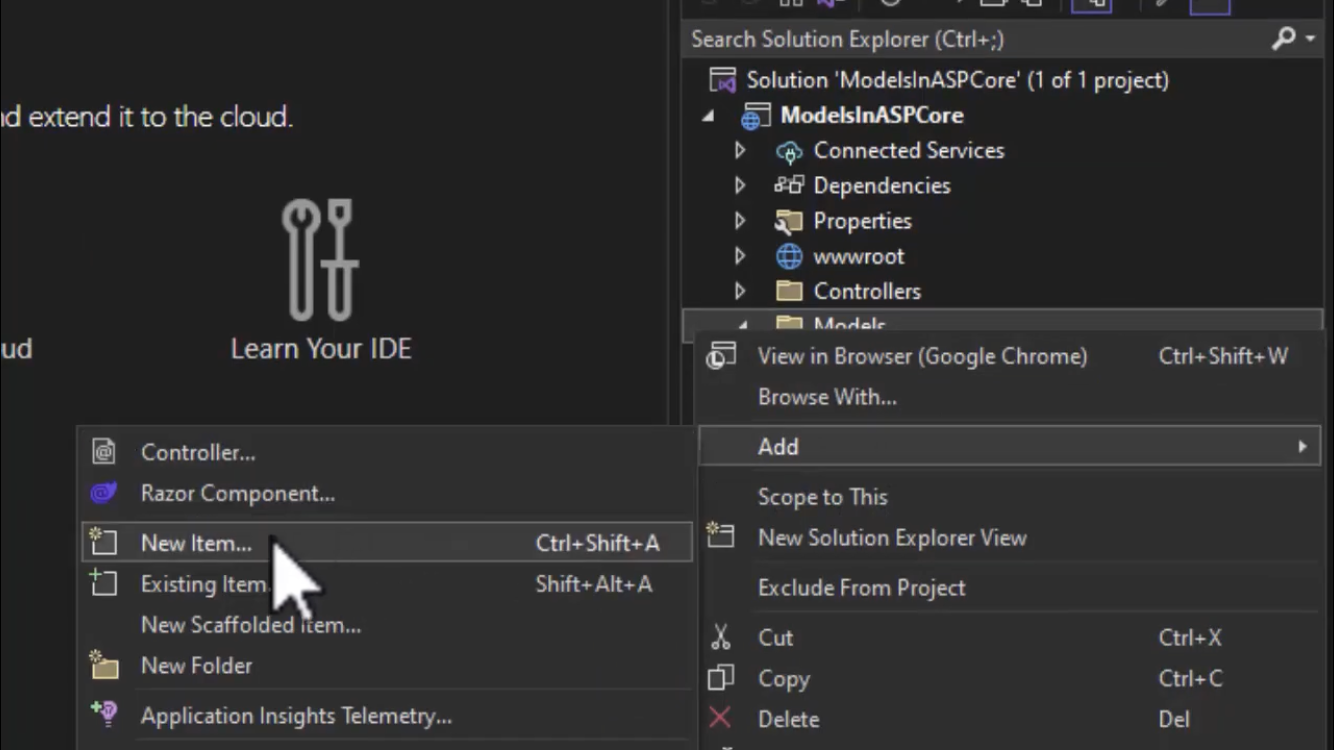 Search Solution Explorer (Ctrl+;)
Solution 'ModelsInASPCore' (1 of 1 project)
ModelsInASPCore
Connected Services
Dependencies
Properties
wwwroot
Controllers
Models
extend it to the cloud.
Learn Your IDE
View in Browser (Google Chrome) Ctrl+Shift+W
Browse With...
Add
Scope to This
New Solution Explorer View
Exclude From Project
Cut Ctrl+X
Copy Ctrl+C
Delete Del
Controller...
Razor Component...
New Item... Ctrl+Shift+A
Existing Item Shift+Alt+A
New Scaffolded Item...
New Folder
Application Insights Telemetry...